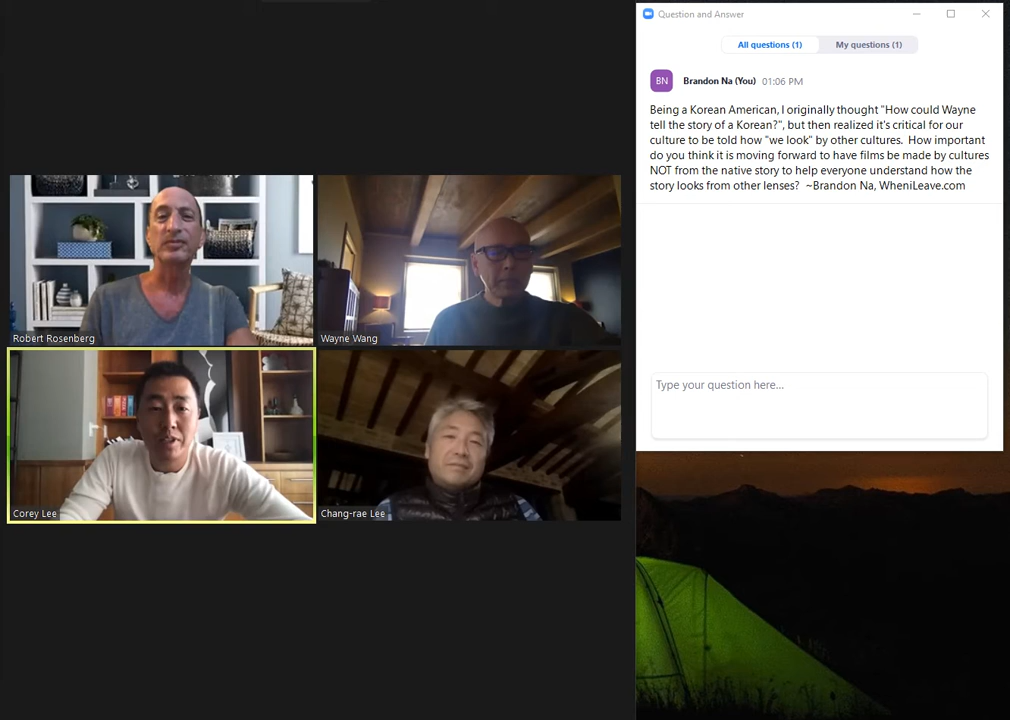 Question and Answer
All questions (1)
My questions (1)
BN
Brandon Na (You) 01:06 PM
Being a Korean American, I originally thought "How could Wayne
tell the story of a Korean?", but then realized it's critical for our
culture to be told how "we look" by other cultures.  How important
do you think it is moving forward to have films be made by cultures
NOT from the native story to help everyone understand how the
story looks from other lenses?  ~Brandon Na, WheniLeave.com
Type your question here...
Robert Rosenberg
Wayne Wang
Corey Lee
Chang-rae Lee